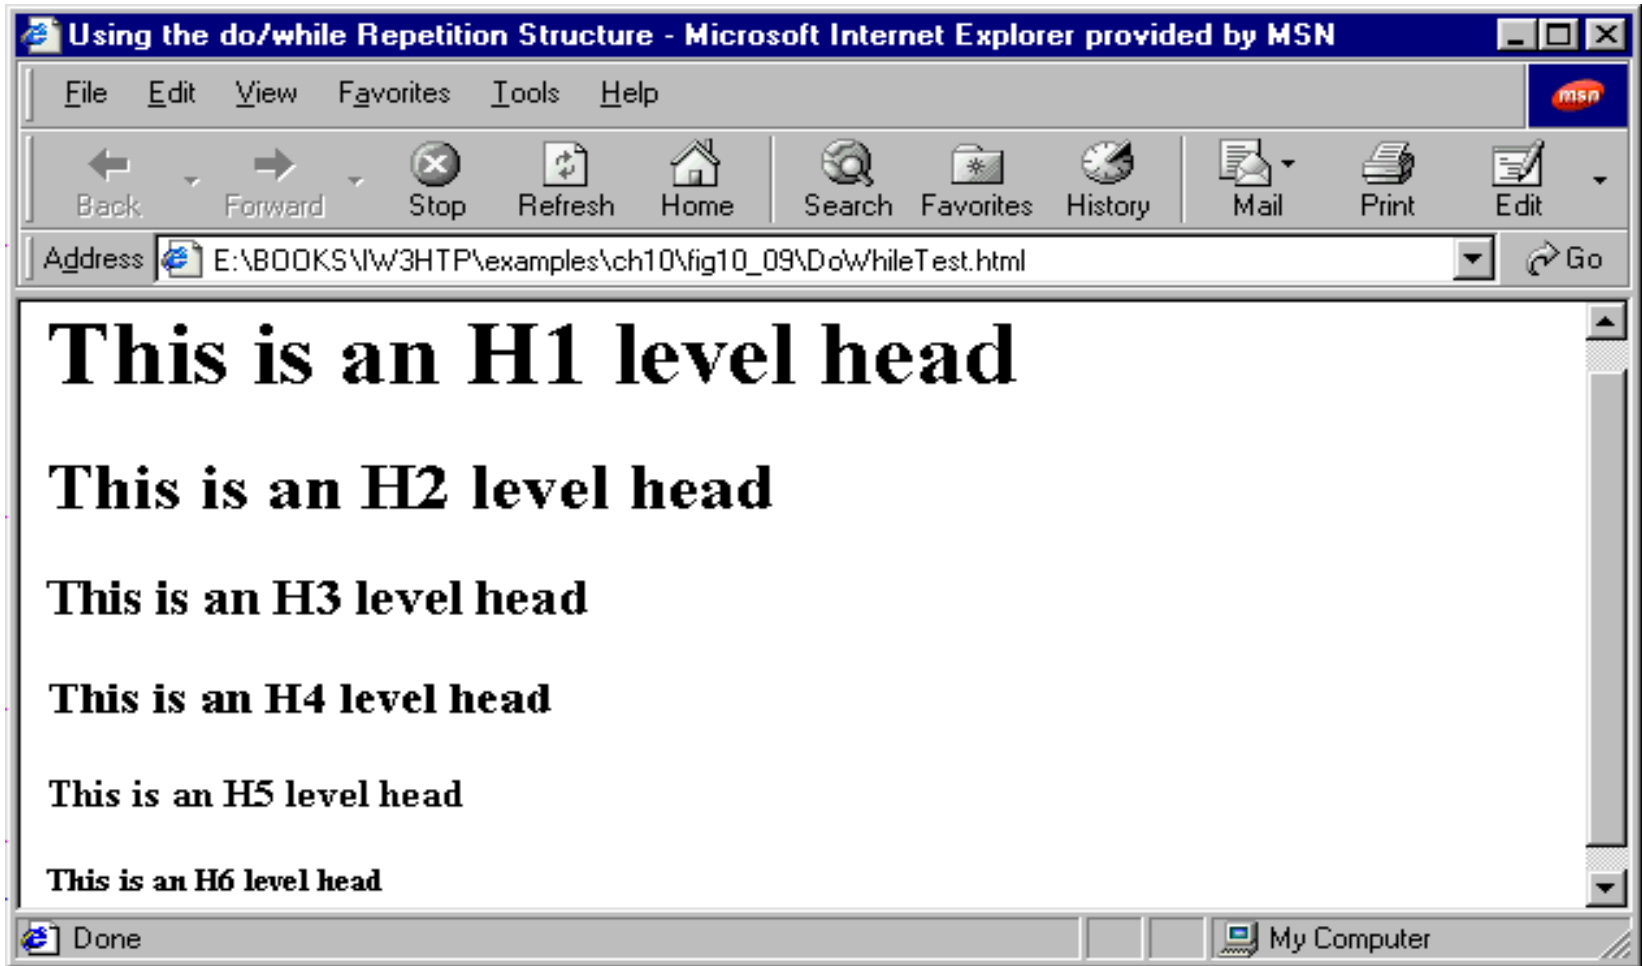 Using the do/while Repetition Structure - Microsoft Internet Explorer provided by MSN
File Edit View Favorites Tools Help
msn
Back Forward Stop Refresh Home Search Favorites History Mail Print Edit
Address E:\BOOKS\IW3HTP\examples\ch10\fig10_09\DoWhileTest.html Go
This is an H1 level head
This is an H2 level head
This is an H3 level head
This is an H4 level head
This is an H5 level head
This is an H6 level head
Done My Computer